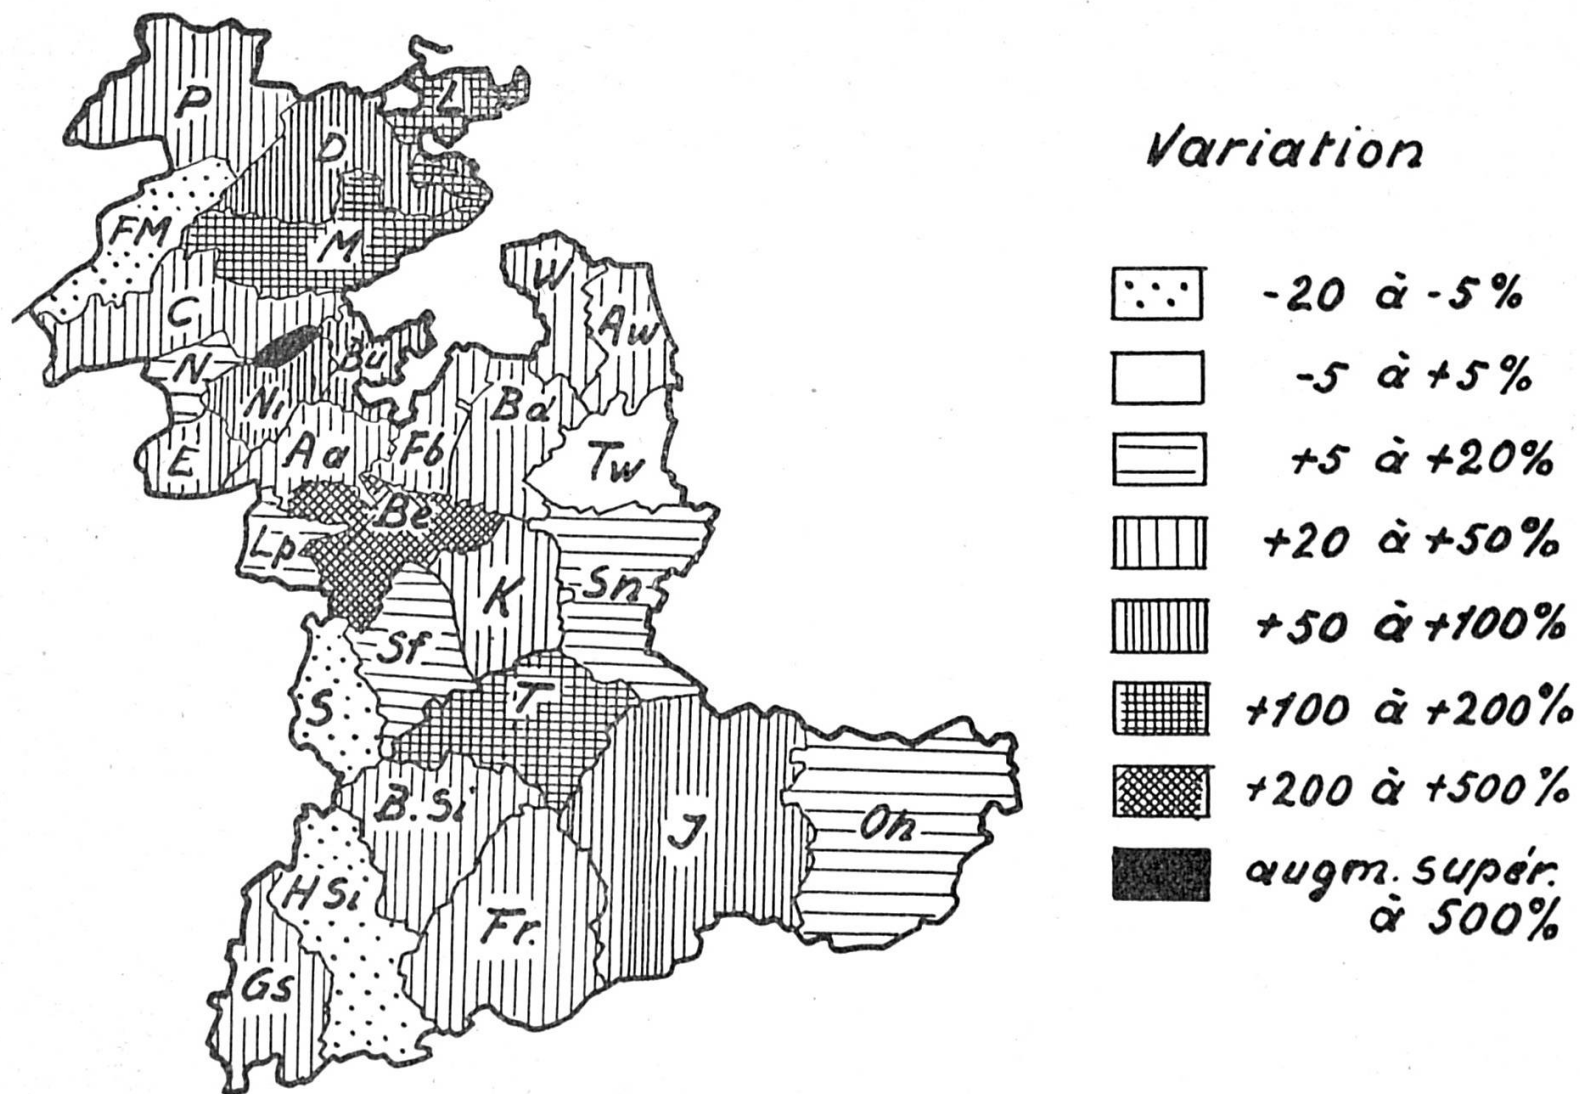 P
L
D
FM
M
W
C
Aw
N
Bu
Ni
Bd
E
Aa
Fb
Tw
Be
Lp
Sn
K
Sf
S
T
B.Si
J
Oh
HSi
Fr.
Gs
Variation
-20 à -5%
-5 à +5%
+5 à +20%
+20 à +50%
+50 à +100%
+100 à +200%
+200 à +500%
augm. supér.
à 500%